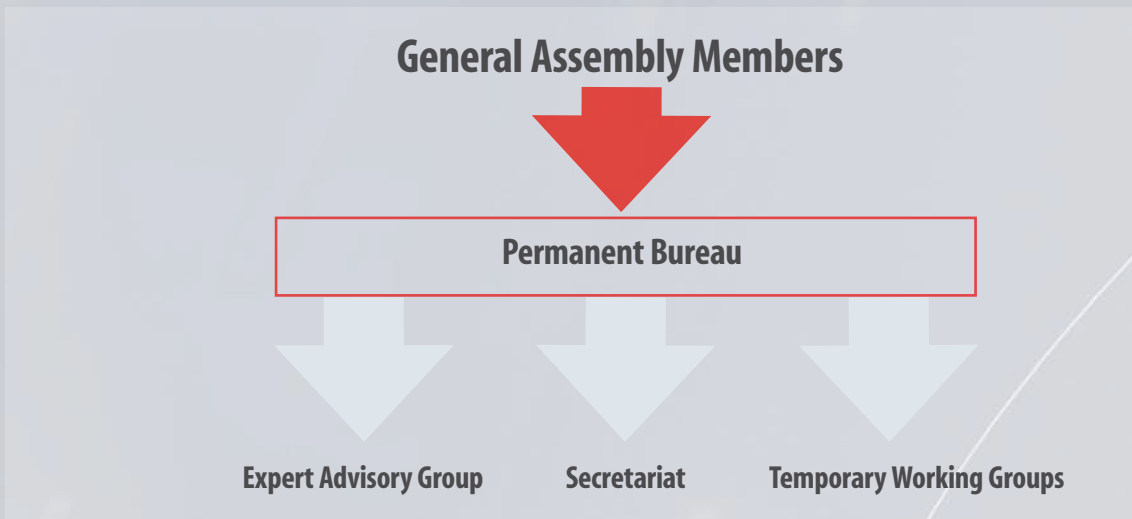 General Assembly Members
Permanent Bureau
Expert Advisory Group
Secretariat
Temporary Working Groups